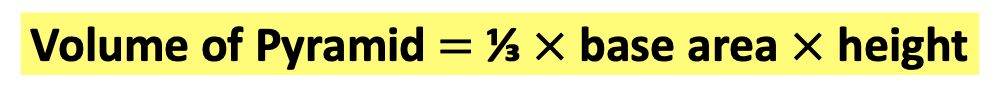 Volume of Pyramid = ⅓ × base area × height